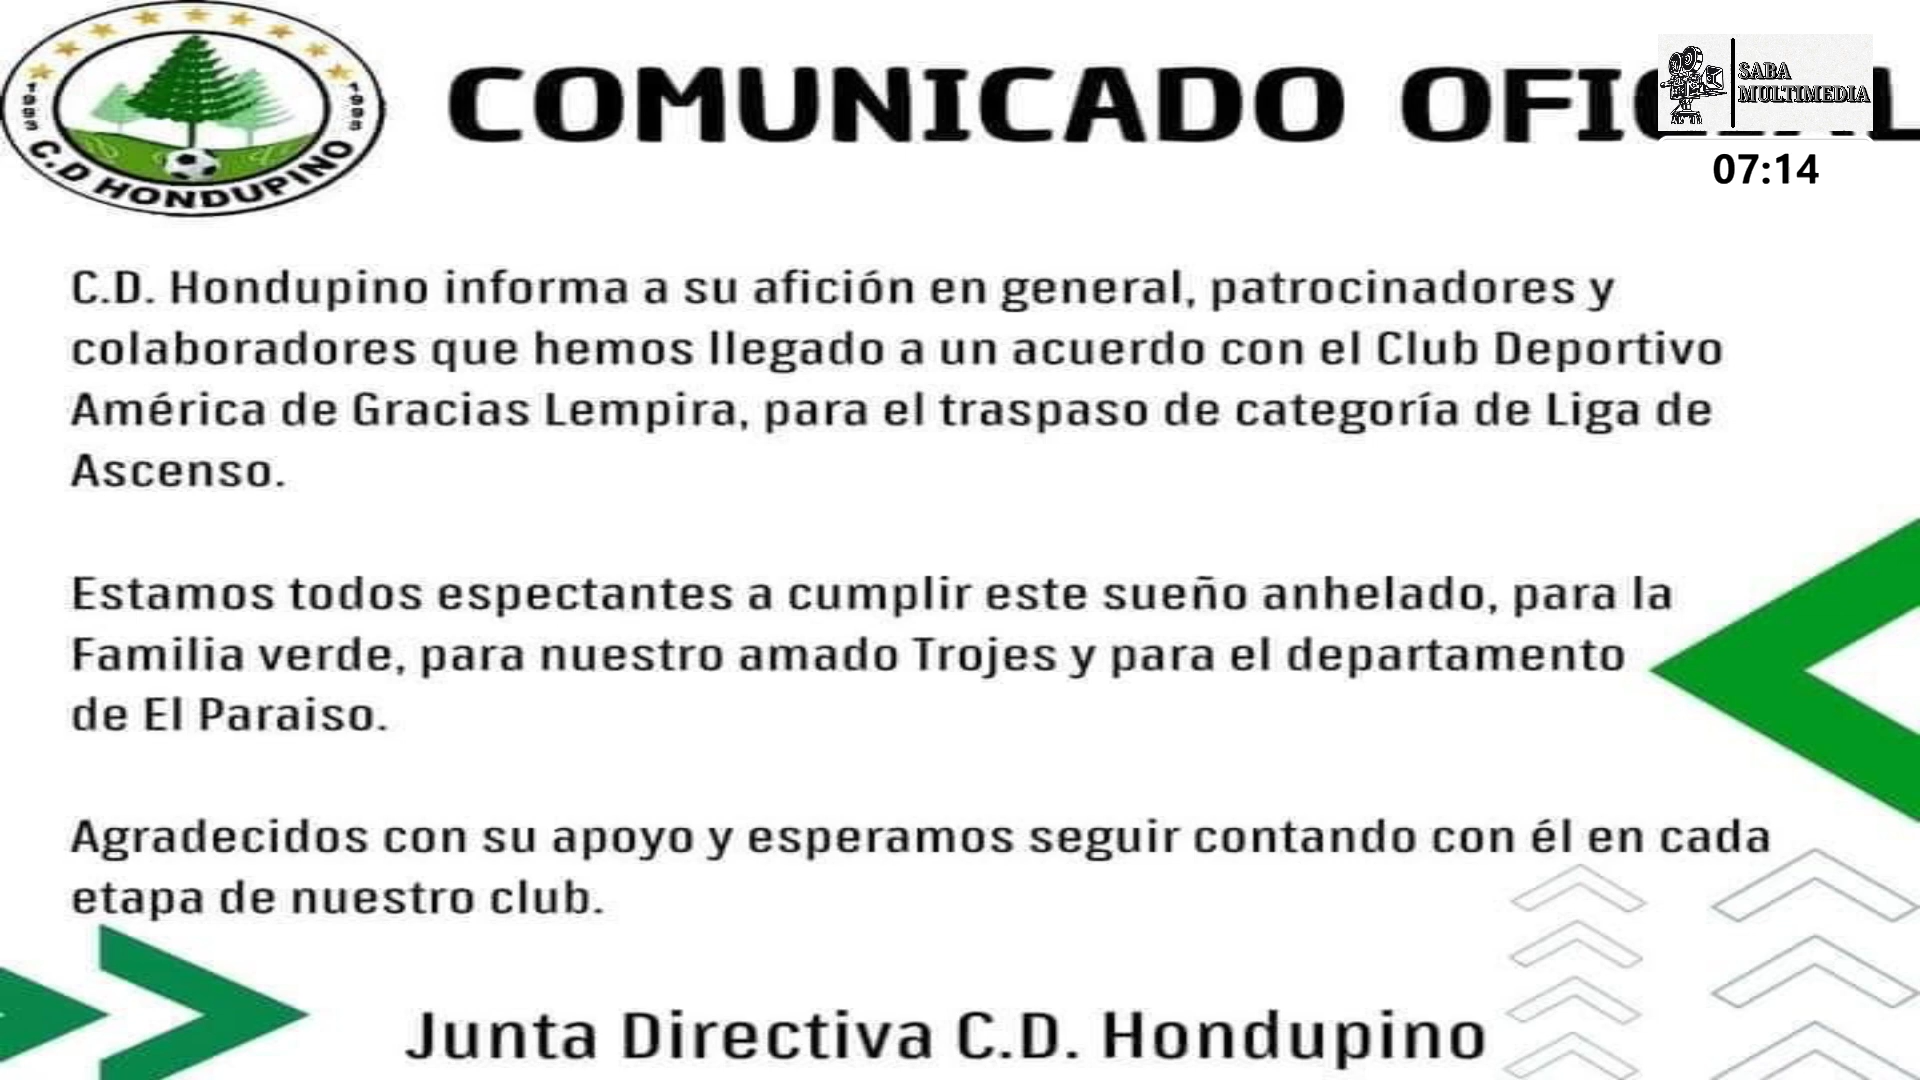 1993
1993
C.D HONDUPINO
COMUNICADO
SABA
MULTIMEDIA
07:14
C.D. Hondupino informa a su afición en general, patrocinadores y
colaboradores que hemos llegado a un acuerdo con el Club Deportivo
América de Gracias Lempira, para el traspaso de categoría de Liga de
Ascenso.
Estamos todos espectantes a cumplir este sueño anhelado, para la
Familia verde, para nuestro amado Trojes y para el departamento
de El Paraiso.
Agradecidos con su apoyo y esperamos seguir contando con él en cada
etapa de nuestro club.
Junta Directiva C.D. Hondupino